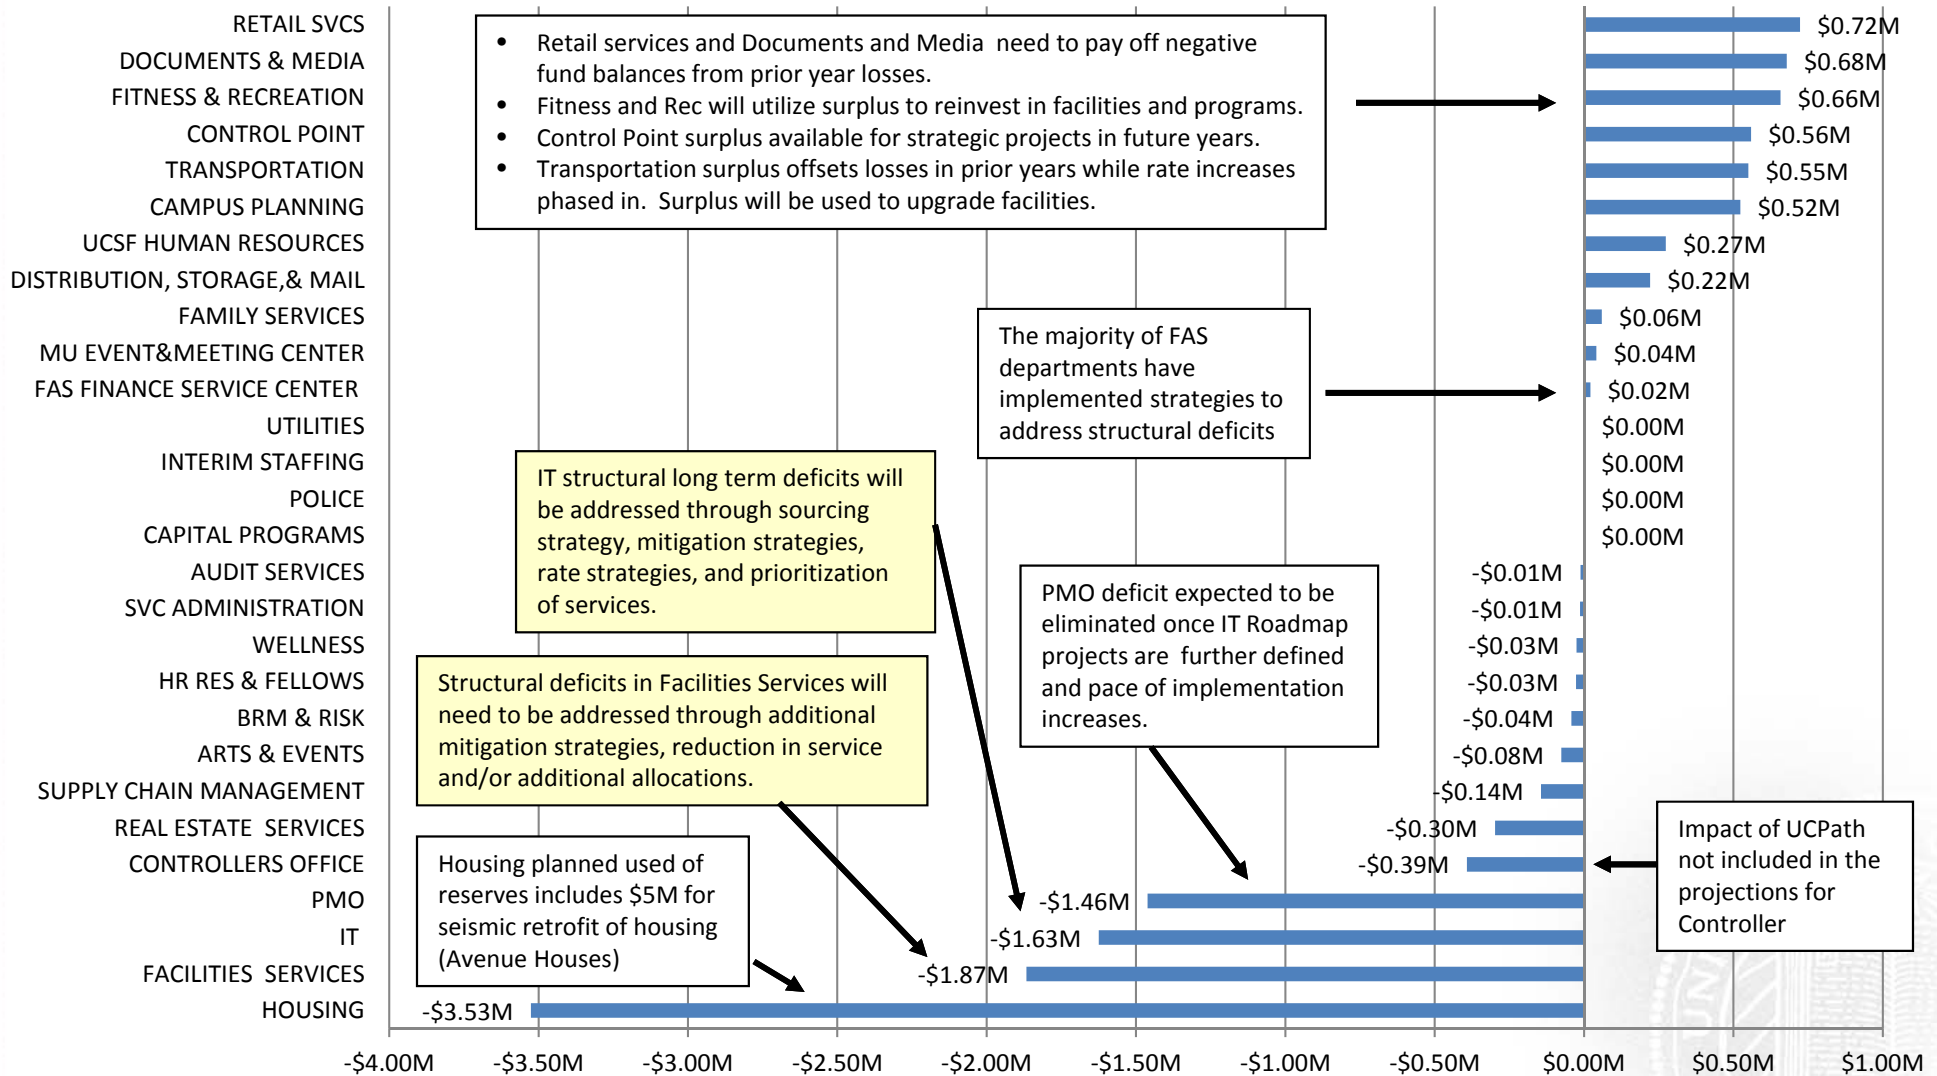 RETAIL SVCS
$0.72M
DOCUMENTS & MEDIA
$0.68M
FITNESS & RECREATION
$0.66M
CONTROL POINT
$0.56M
TRANSPORTATION
$0.55M
CAMPUS PLANNING
$0.52M
UCSF HUMAN RESOURCES
$0.27M
DISTRIBUTION, STORAGE,& MAIL
$0.22M
FAMILY SERVICES
$0.06M
MU EVENT&MEETING CENTER
$0.04M
FAS FINANCE SERVICE CENTER
$0.02M
UTILITIES
$0.00M
INTERIM STAFFING
$0.00M
POLICE
$0.00M
CAPITAL PROGRAMS
$0.00M
AUDIT SERVICES
-$0.01M
SVC ADMINISTRATION
-$0.01M
WELLNESS
-$0.03M
HR RES & FELLOWS
-$0.03M
BRM & RISK
-$0.04M
ARTS & EVENTS
-$0.08M
SUPPLY CHAIN MANAGEMENT
-$0.14M
REAL ESTATE  SERVICES
-$0.30M
CONTROLLERS OFFICE
-$0.39M
PMO
-$1.46M
IT
-$1.63M
FACILITIES  SERVICES
-$1.87M
HOUSING
-$3.53M
• Retail services and Documents and Media  need to pay off negative
fund balances from prior year losses.
• Fitness and Rec will utilize surplus to reinvest in facilities and programs.
• Control Point surplus available for strategic projects in future years.
• Transportation surplus offsets losses in prior years while rate increases
phased in.  Surplus will be used to upgrade facilities.
The majority of FAS
departments have
implemented strategies to
address structural deficits
IT structural long term deficits will
be addressed through sourcing
strategy, mitigation strategies,
rate strategies, and prioritization
of services.
PMO deficit expected to be
eliminated once IT Roadmap
projects are  further defined
and pace of implementation
increases.
Structural deficits in Facilities Services will
need to be addressed through additional
mitigation strategies, reduction in service
and/or additional allocations.
Housing planned used of
reserves includes $5M for
seismic retrofit of housing
(Avenue Houses)
Impact of UCPath
not included in the
projections for
Controller
-$4.00M -$3.50M -$3.00M -$2.50M -$2.00M -$1.50M -$1.00M -$0.50M $0.00M $0.50M $1.00M